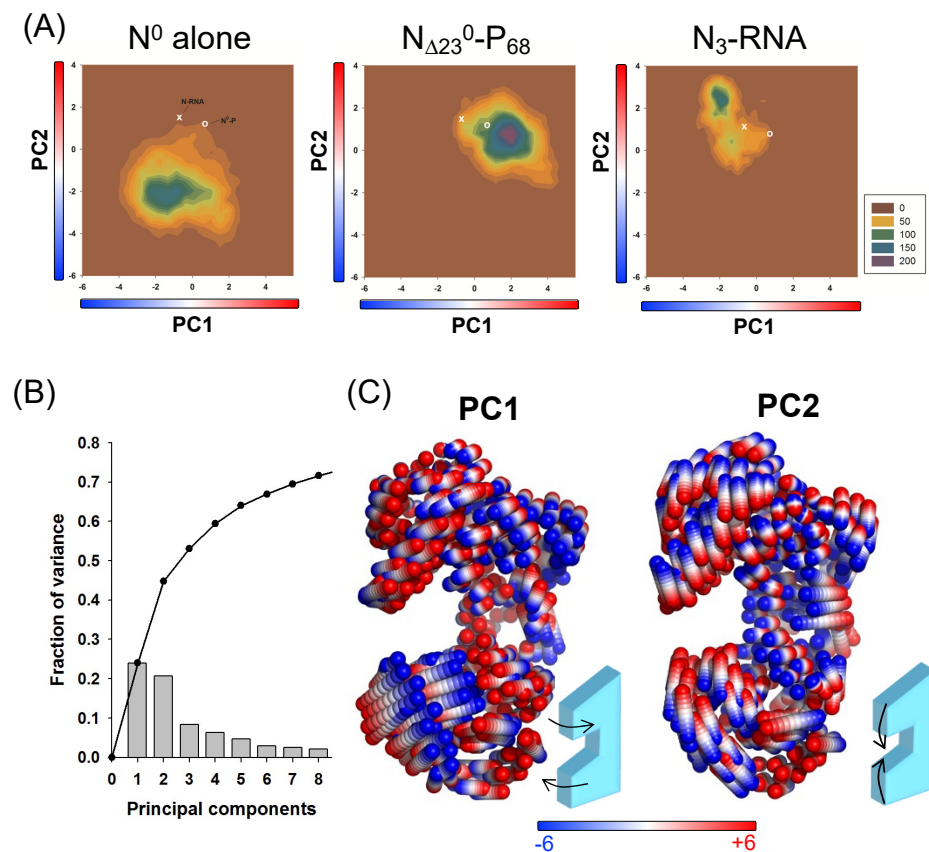 (A)
N⁰ alone
NΔ23⁰-P68
N3-RNA
PC2
4
2
0
-2
-4
-6
N-RNA
x
N⁰-P
o
-6 -4 -2 0 2 4
PC1
PC2
4
2
0
-2
-4
-6
x
o
-6 -4 -2 0 2 4
PC1
PC2
4
2
0
-2
-4
-6
x
o
-6 -4 -2 0 2 4
PC1
0
50
100
150
200
(B)
Fraction of variance
0.8
0.7
0.6
0.5
0.4
0.3
0.2
0.1
0.0
0 1 2 3 4 5 6 7 8
Principal components
(C)
PC1
PC2
-6
+6